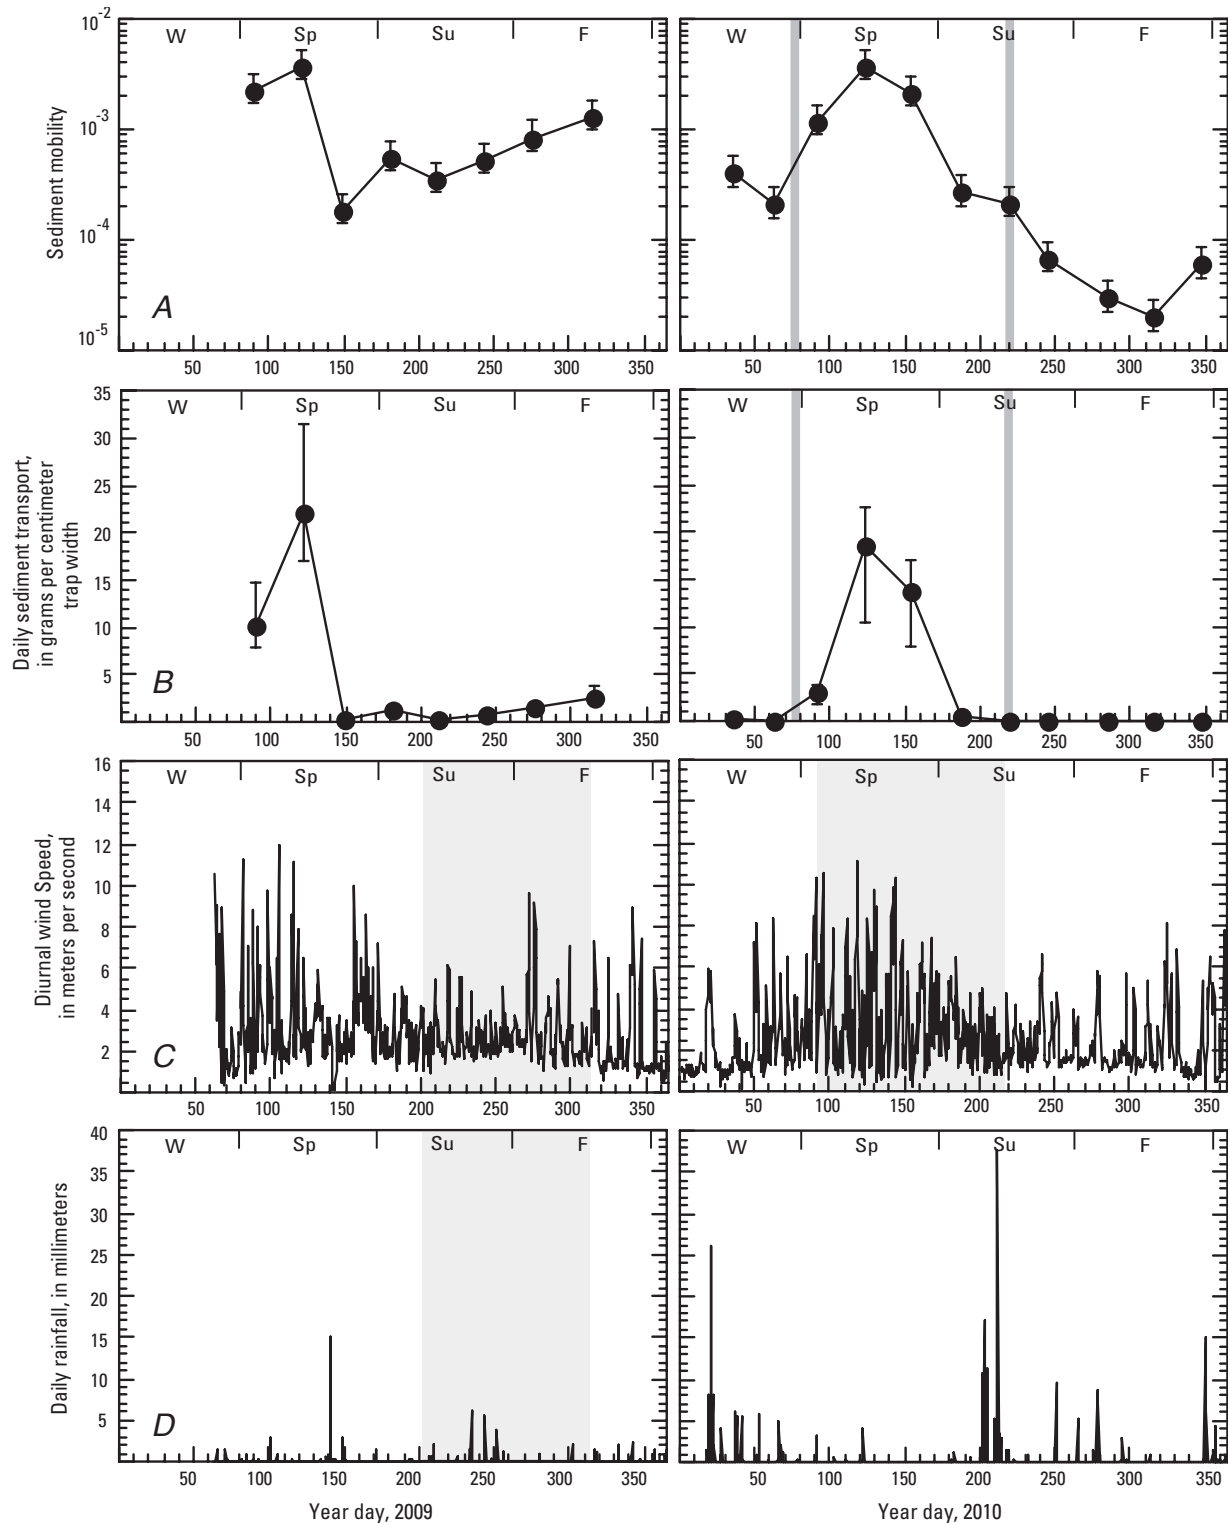 10-2
W Sp Su F W Sp Su F
10-3
10-4
10-5
Sediment mobility
A
50 100 150 200 250 300 350 50 100 150 200 250 300 350
35
30
25
20
15
10
5
W Sp Su F W Sp Su F
Daily sediment transport,
in grams per centimeter
trap width
B
50 100 150 200 250 300 350 50 100 150 200 250 300 350
16
14
12
10
8
6
4
2
W Sp Su F W Sp Su F
Diurnal wind Speed,
in meters per second
C
50 100 150 200 250 300 350 50 100 150 200 250 300 350
40
35
30
25
20
15
10
5
W Sp Su F W Sp Su F
Daily rainfall, in millimeters
D
50 100 150 200 250 300 350 50 100 150 200 250 300 350
Year day, 2009 Year day, 2010